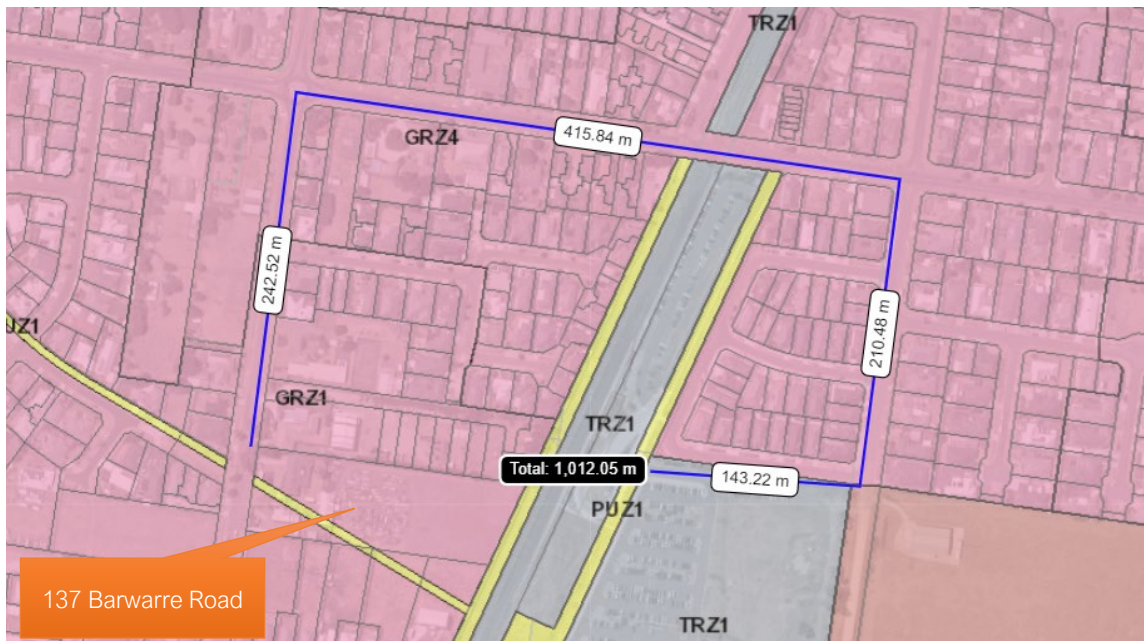 TRZ1
GRZ4
415.84 m
242.52 m
UZ1
210.48 m
GRZ1
TRZ1
Total: 1,012.05 m
143.22 m
PUZ1
137 Barwarre Road
TRZ1